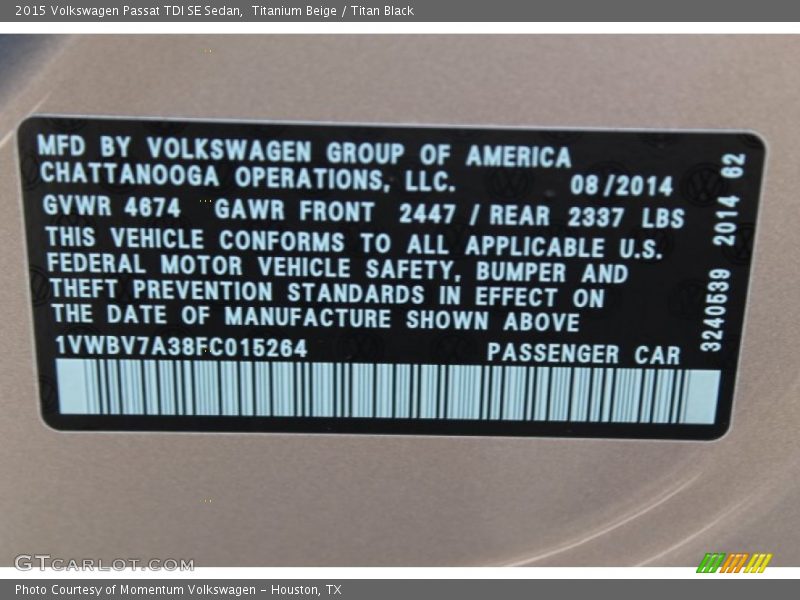 2015 Volkswagen Passat TDI SE Sedan,  Titanium Beige / Titan Black
MFD BY VOLKSWAGEN GROUP OF AMERICA
CHATTANOOGA OPERATIONS, LLC. 08/2014
GVWR 4674 GAWR FRONT 2447 / REAR 2337 LBS
THIS VEHICLE CONFORMS TO ALL APPLICABLE U.S.
FEDERAL MOTOR VEHICLE SAFETY, BUMPER AND
THEFT PREVENTION STANDARDS IN EFFECT ON
THE DATE OF MANUFACTURE SHOWN ABOVE
1VWBV7A38FC015264 PASSENGER CAR
3240539 2014 62
GTCARLOT.COM
Photo Courtesy of Momentum Volkswagen - Houston, TX